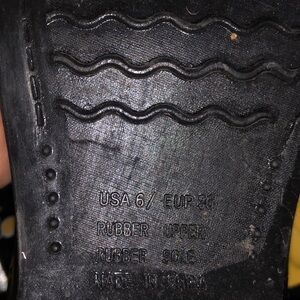 USA 6/ EUR 36
RUBBER UPPER
RUBBER SOLE
MADE IN